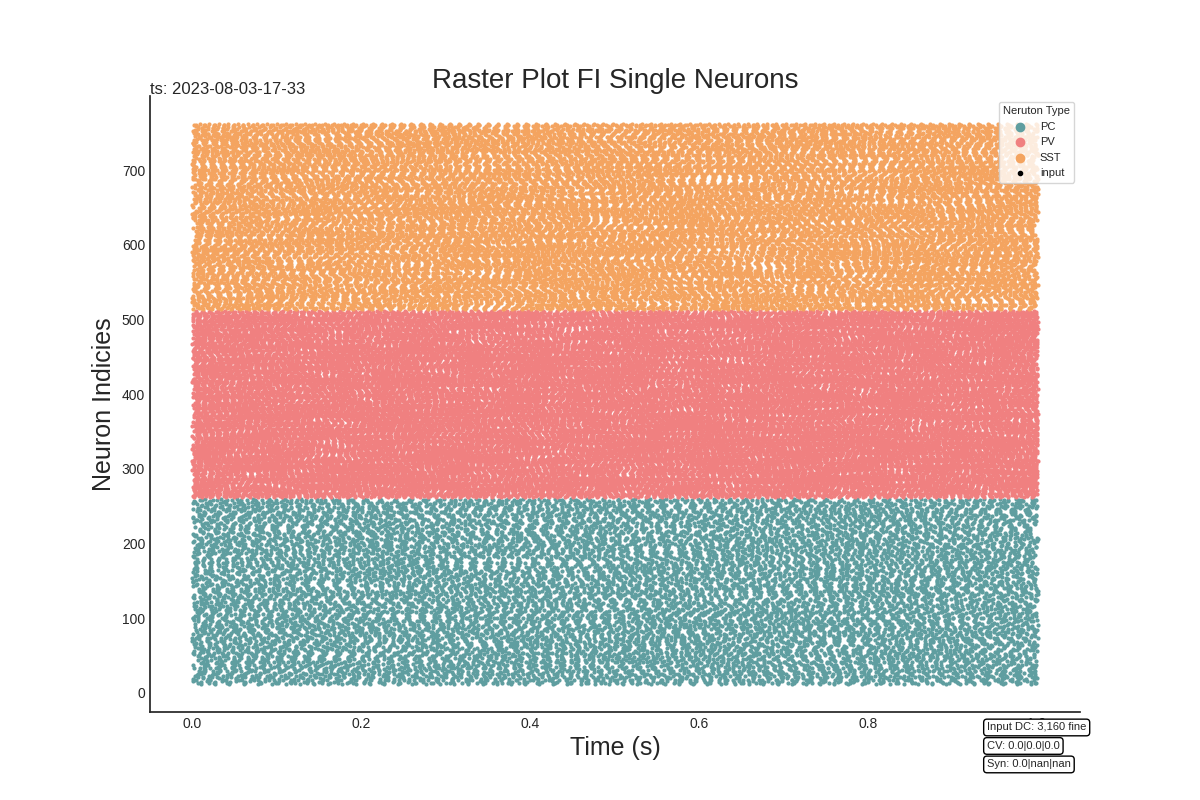 Raster Plot FI Single Neurons
ts: 2023-08-03-17-33
Neruton Type
PC
PV
SST
input
700
600
500
400
300
200
100
0
Neuron Indicies
0.0 0.2 0.4 0.6 0.8
Time (s)
Input DC: 3,160 fine
CV: 0.0|0.0|0.0
Syn: 0.0|nan|nan